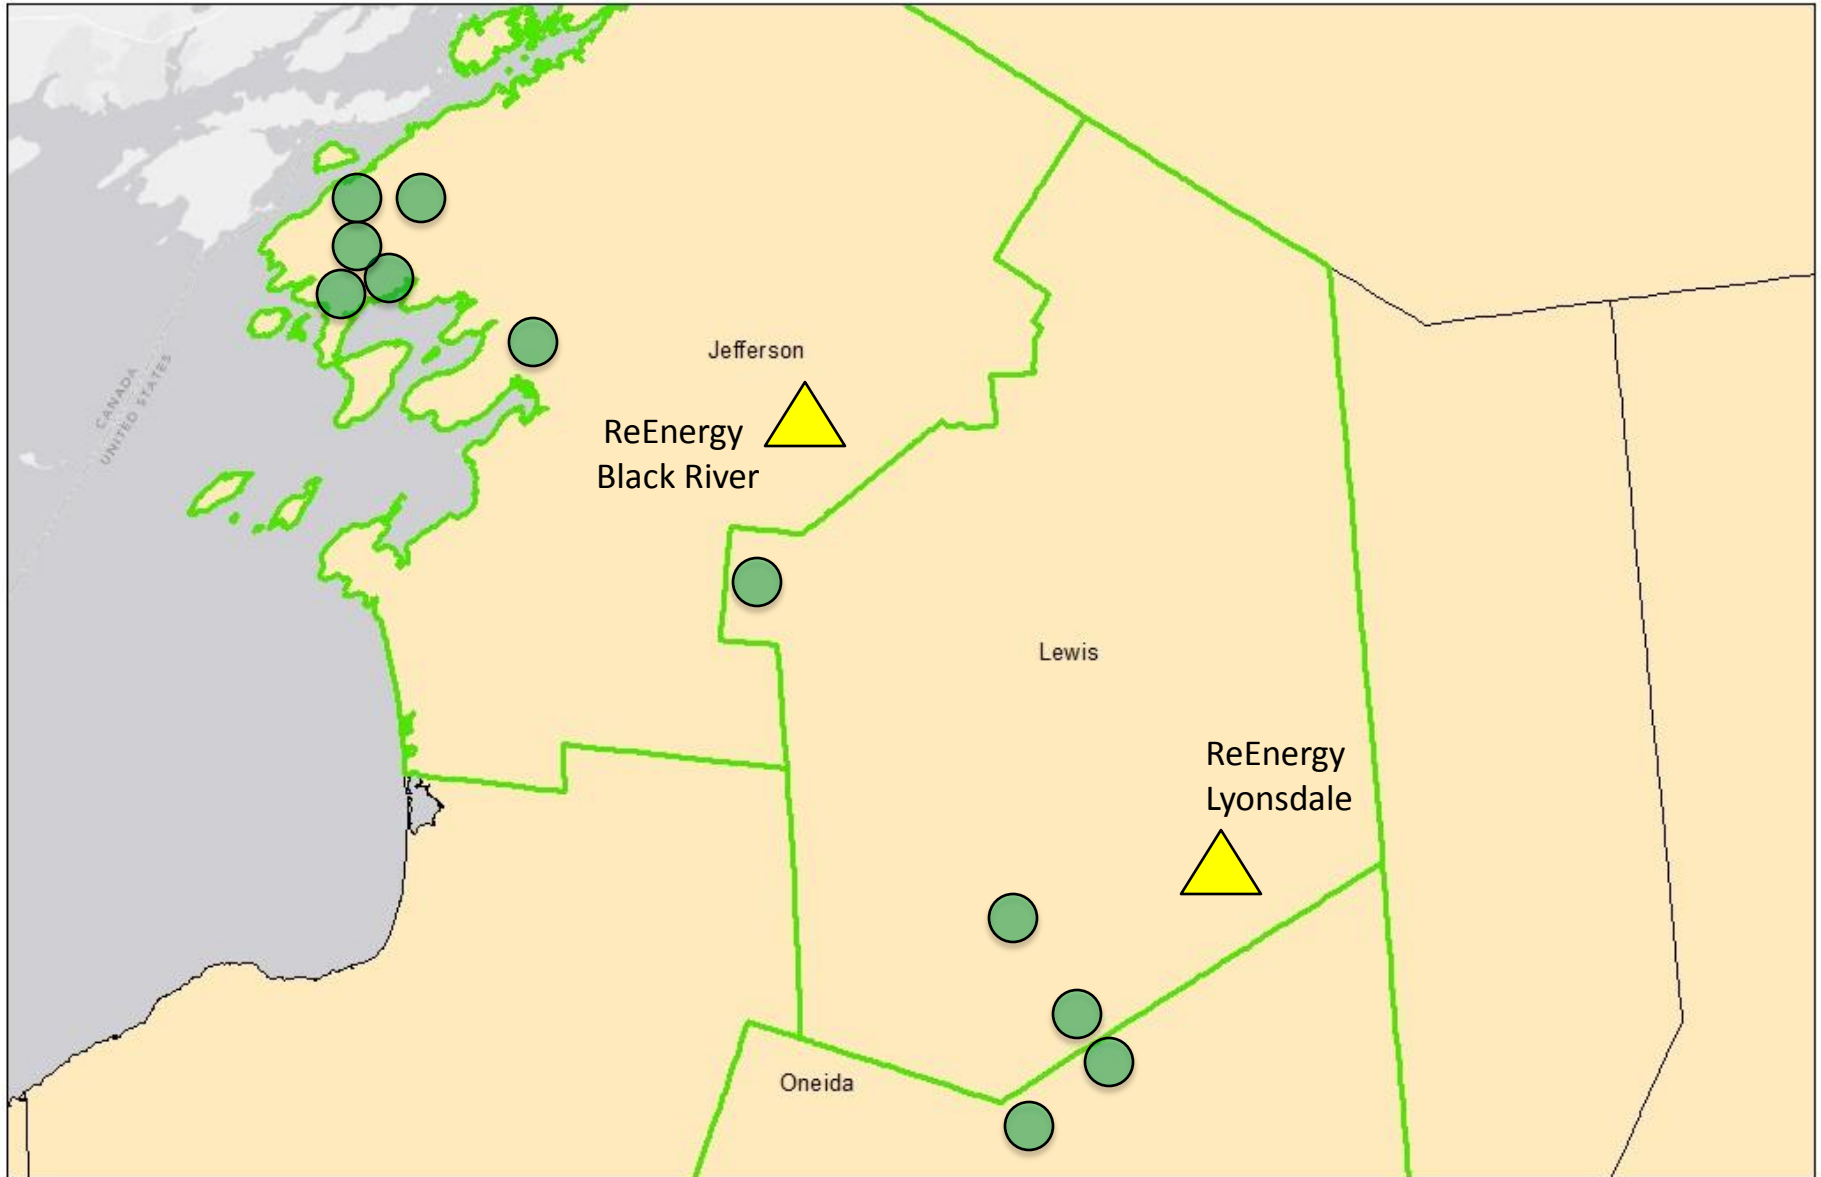 Jefferson
ReEnergy
Black River
CANADA
UNITED STATES
Lewis
ReEnergy
Lyonsdale
Oneida